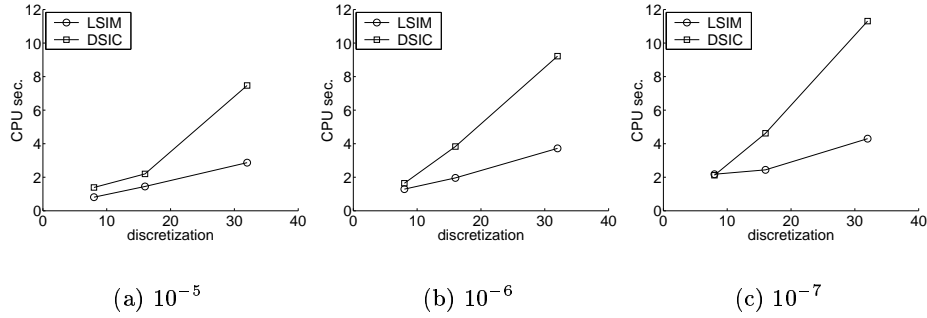 12
10
8
6
4
2
0
CPU sec.
LSIM
DSIC
0 10 20 30 40
discretization
(a) 10⁻⁵
12
10
8
6
4
2
0
CPU sec.
LSIM
DSIC
0 10 20 30 40
discretization
(b) 10⁻⁶
12
10
8
6
4
2
0
CPU sec.
LSIM
DSIC
0 10 20 30 40
discretization
(c) 10⁻⁷